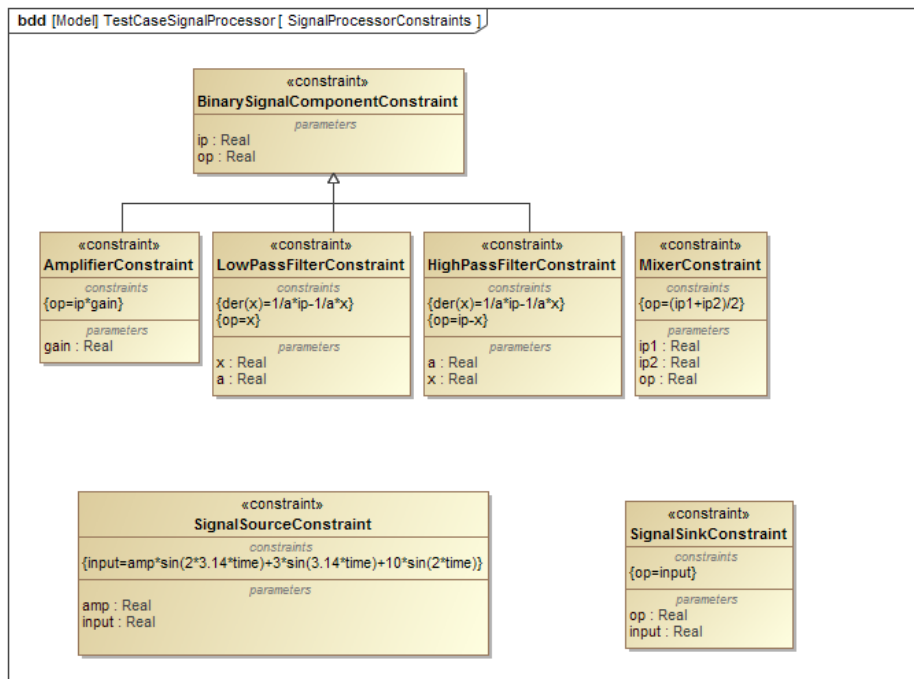 bdd [Model] TestCaseSignalProcessor [ SignalProcessorConstraints ]
«constraint»
BinarySignalComponentConstraint
parameters
ip : Real
op : Real
«constraint»
AmplifierConstraint
constraints
{op=ip*gain}
parameters
gain : Real
«constraint»
LowPassFilterConstraint
constraints
{der(x)=1/a*ip-1/a*x}
{op=x}
parameters
x : Real
a : Real
«constraint»
HighPassFilterConstraint
constraints
{der(x)=1/a*ip-1/a*x}
{op=ip-x}
parameters
a : Real
x : Real
«constraint»
MixerConstraint
constraints
{op=(ip1+ip2)/2}
parameters
ip1 : Real
ip2 : Real
op : Real
«constraint»
SignalSourceConstraint
constraints
{input=amp*sin(2*3.14*time)+3*sin(3.14*time)+10*sin(2*time)}
parameters
amp : Real
input : Real
«constraint»
SignalSinkConstraint
constraints
{op=input}
parameters
op : Real
input : Real